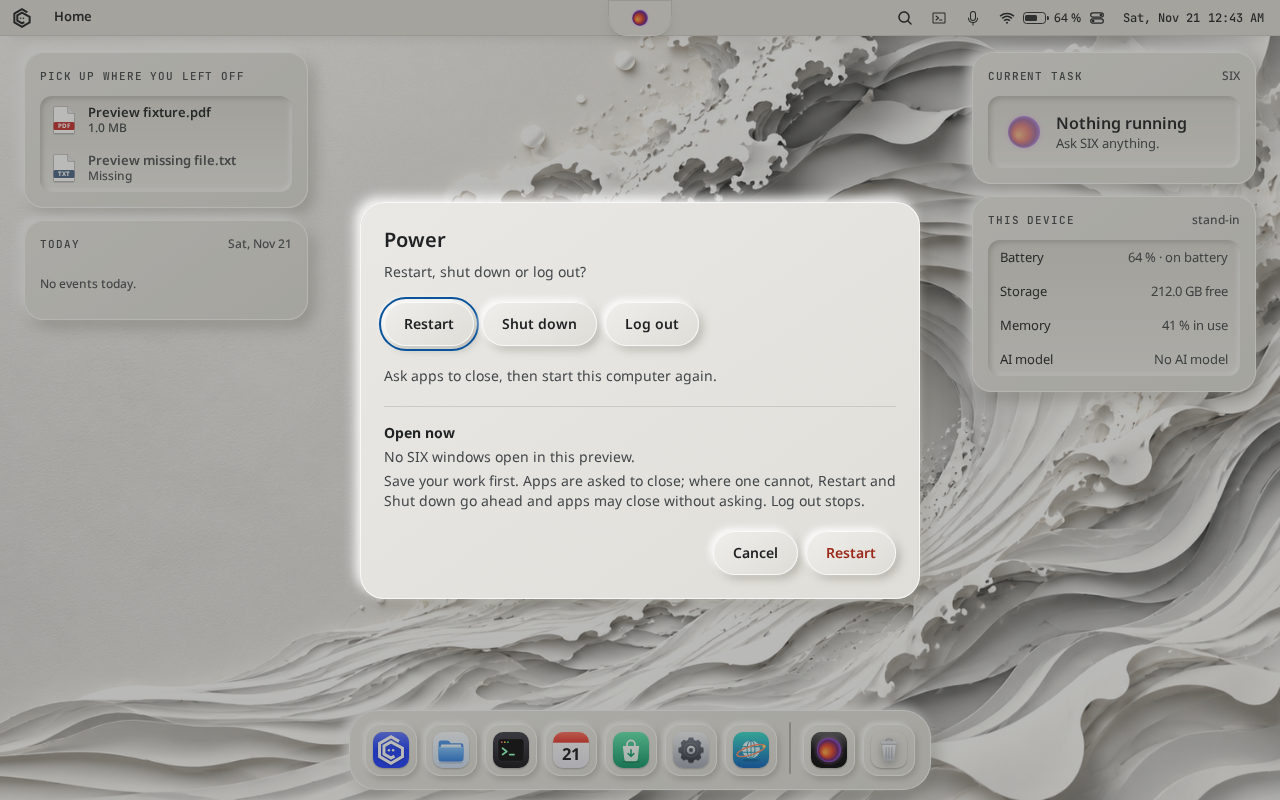 Home
64 %
Sat, Nov 21 12:43 AM
PICK UP WHERE YOU LEFT OFF
Preview fixture.pdf
1.0 MB
PDF
Preview missing file.txt
Missing
TXT
TODAY
Sat, Nov 21
No events today.
CURRENT TASK
SIX
Nothing running
Ask SIX anything.
THIS DEVICE
stand-in
Battery
64 % · on battery
Storage
212.0 GB free
Memory
41 % in use
AI model
No AI model
Power
Restart, shut down or log out?
Restart
Shut down
Log out
Ask apps to close, then start this computer again.
Open now
No SIX windows open in this preview.
Save your work first. Apps are asked to close; where one cannot, Restart and
Shut down go ahead and apps may close without asking. Log out stops.
Cancel
Restart
21